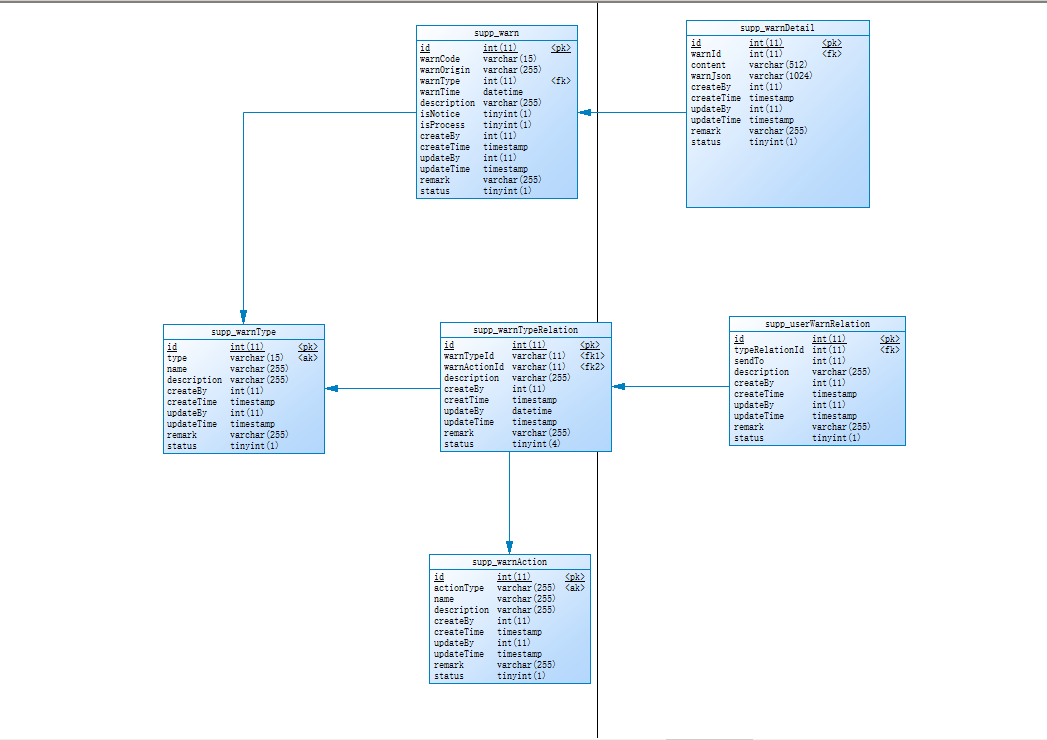 supp_warn
id int(11) <pk>
warnCode varchar(15)
warnOrigin varchar(255)
warnType int(11) <fk>
warnTime datetime
description varchar(255)
isNotice tinyint(1)
isProcess tinyint(1)
createBy int(11)
createTime timestamp
updateBy int(11)
updateTime timestamp
remark varchar(255)
status tinyint(1)
supp_warnDetail
id int(11) <pk>
warnId int(11) <fk>
content varchar(512)
warnJson varchar(1024)
createBy int(11)
createTime timestamp
updateBy int(11)
updateTime timestamp
remark varchar(255)
status tinyint(1)
supp_warnType
id int(11) <pk>
type varchar(15) <ak>
name varchar(255)
description varchar(255)
createBy int(11)
createTime timestamp
updateBy int(11)
updateTime timestamp
remark varchar(255)
status tinyint(1)
supp_warnTypeRelation
id int(11) <pk>
warnTypeId varchar(11) <fk1>
warnActionId varchar(11) <fk2>
description varchar(255)
createBy int(11)
creatTime timestamp
updateBy datetime
updateTime timestamp
remark varchar(255)
status tinyint(4)
supp_userWarnRelation
id int(11) <pk>
typeRelationId int(11) <fk>
sendTo int(11)
description varchar(255)
createBy int(11)
createTime timestamp
updateBy int(11)
updateTime timestamp
remark varchar(255)
status tinyint(1)
supp_warnAction
id int(11) <pk>
actionType varchar(255) <ak>
name varchar(255)
description varchar(255)
createBy int(11)
createTime timestamp
updateBy int(11)
updateTime timestamp
remark varchar(255)
status tinyint(1)